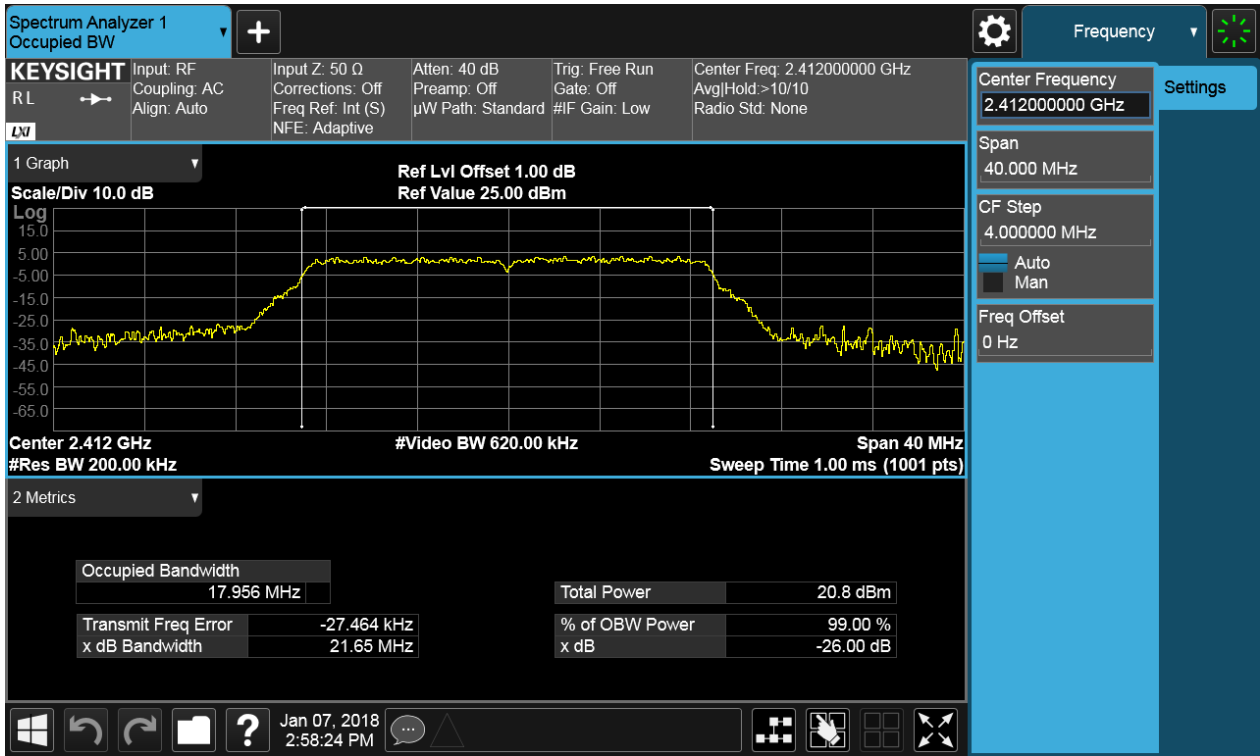 Spectrum Analyzer 1
Occupied BW
+
Frequency
KEYSIGHT
R L
LXI
Input: RF
Coupling: AC
Align: Auto
Input Z: 50 Ω
Corrections: Off
Freq Ref: Int (S)
NFE: Adaptive
Atten: 40 dB
Preamp: Off
µW Path: Standard
Trig: Free Run
Gate: Off
#IF Gain: Low
Center Freq: 2.412000000 GHz
Avg|Hold:>10/10
Radio Std: None
1 Graph
Scale/Div 10.0 dB
Ref Lvl Offset 1.00 dB
Ref Value 25.00 dBm
Log
15.0
5.00
-5.00
-15.0
-25.0
-35.0
-45.0
-55.0
-65.0
Center 2.412 GHz
#Video BW 620.00 kHz
Span 40 MHz
#Res BW 200.00 kHz
Sweep Time 1.00 ms (1001 pts)
2 Metrics
Occupied Bandwidth
17.956 MHz
Total Power 20.8 dBm
Transmit Freq Error -27.464 kHz
% of OBW Power 99.00 %
x dB Bandwidth 21.65 MHz
x dB -26.00 dB
Center Frequency
2.412000000 GHz
Settings
Span
40.000 MHz
CF Step
4.000000 MHz
Auto
Man
Freq Offset
0 Hz
?
Jan 07, 2018
2:58:24 PM